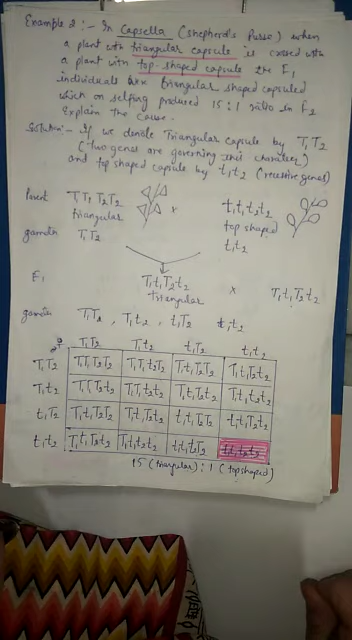 Example 2:- In Capsella (Shepherd's Purse) when
a plant with triangular capsule is crossed with
a plant with top-shaped capsule the F₁
individuals triangular shaped capsuled
which on selfing produced 15:1 ratio in F₂
Explain the cause.
Solution:- If we denote Triangular capsule by T₁T₂
(two genes are governing this character)
and top shaped capsule by t₁t₂ (recessive genes)
Parent T₁T₁T₂T₂ x t₁t₁t₂t₂
triangular top shaped
gametes T₁T₂ t₁t₂
F₁ T₁t₁T₂t₂ x T₁t₁T₂t₂
triangular
gametes T₁T₂, T₁t₂, t₁T₂ t₁t₂
T₁T₂ T₁t₂ t₁T₂ t₁t₂
T₁T₂ T₁T₁T₂T₂ T₁T₁t₂T₂ T₁t₁T₂T₂ T₁t₁T₂t₂
T₁t₂ T₁T₁T₂t₂ T₁T₁t₂t₂ T₁t₁T₂t₂ T₁t₁t₂t₂
t₁T₂ T₁t₁T₂T₂ T₁t₁T₂t₂ t₁t₁T₂T₂ t₁t₁T₂t₂
t₁t₂ T₁t₁T₂t₂ T₁t₁t₂t₂ t₁t₁t₂T₂ t₁t₁t₂t₂
15 (triangular) : 1 (top shaped)